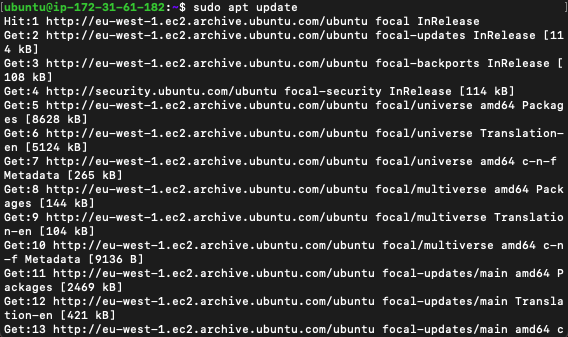 [ubuntu@ip-172-31-61-182:~$ sudo apt update ]
Hit:1 http://eu-west-1.ec2.archive.ubuntu.com/ubuntu focal InRelease
Get:2 http://eu-west-1.ec2.archive.ubuntu.com/ubuntu focal-updates InRelease [11
4 kB]
Get:3 http://eu-west-1.ec2.archive.ubuntu.com/ubuntu focal-backports InRelease [
108 kB]
Get:4 http://security.ubuntu.com/ubuntu focal-security InRelease [114 kB]
Get:5 http://eu-west-1.ec2.archive.ubuntu.com/ubuntu focal/universe amd64 Packag
es [8628 kB]
Get:6 http://eu-west-1.ec2.archive.ubuntu.com/ubuntu focal/universe Translation-
en [5124 kB]
Get:7 http://eu-west-1.ec2.archive.ubuntu.com/ubuntu focal/universe amd64 c-n-f
Metadata [265 kB]
Get:8 http://eu-west-1.ec2.archive.ubuntu.com/ubuntu focal/multiverse amd64 Pack
ages [144 kB]
Get:9 http://eu-west-1.ec2.archive.ubuntu.com/ubuntu focal/multiverse Translatio
n-en [104 kB]
Get:10 http://eu-west-1.ec2.archive.ubuntu.com/ubuntu focal/multiverse amd64 c-n
-f Metadata [9136 B]
Get:11 http://eu-west-1.ec2.archive.ubuntu.com/ubuntu focal-updates/main amd64 P
ackages [2469 kB]
Get:12 http://eu-west-1.ec2.archive.ubuntu.com/ubuntu focal-updates/main Transla
tion-en [421 kB]
Get:13 http://eu-west-1.ec2.archive.ubuntu.com/ubuntu focal-updates/main amd64 c